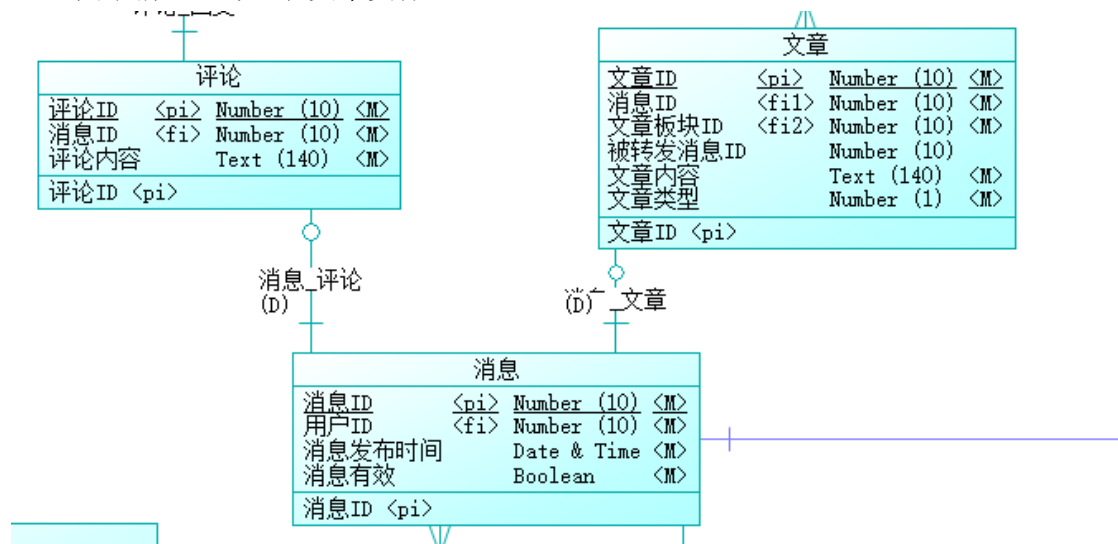 评论
评论ID <pi> Number (10) <M>
消息ID <fi> Number (10) <M>
评论内容 Text (140) <M>
评论ID <pi>
文章
文章ID <pi> Number (10) <M>
消息ID <fi1> Number (10) <M>
文章板块ID <fi2> Number (10) <M>
被转发消息ID Number (10)
文章内容 Text (140) <M>
文章类型 Number (1) <M>
文章ID <pi>
消息_评论
(D)
_文章
(D)
消息
消息ID <pi> Number (10) <M>
用户ID <fi> Number (10) <M>
消息发布时间 Date & Time <M>
消息有效 Boolean <M>
消息ID <pi>